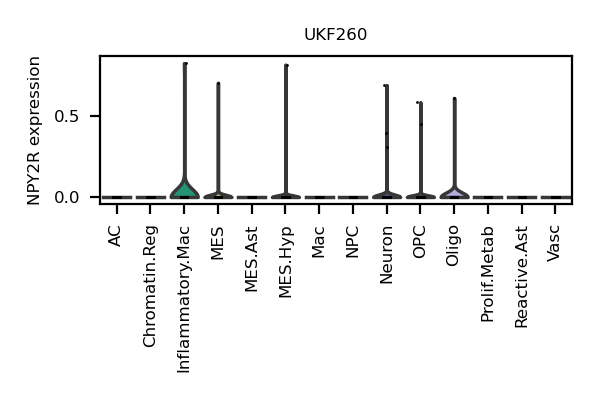 UKF260
NPY2R expression
0.5
0.0
AC
Chromatin.Reg
Inflammatory.Mac
MES
MES.Ast
MES.Hyp
Mac
NPC
Neuron
OPC
Oligo
Prolif.Metab
Reactive.Ast
Vasc